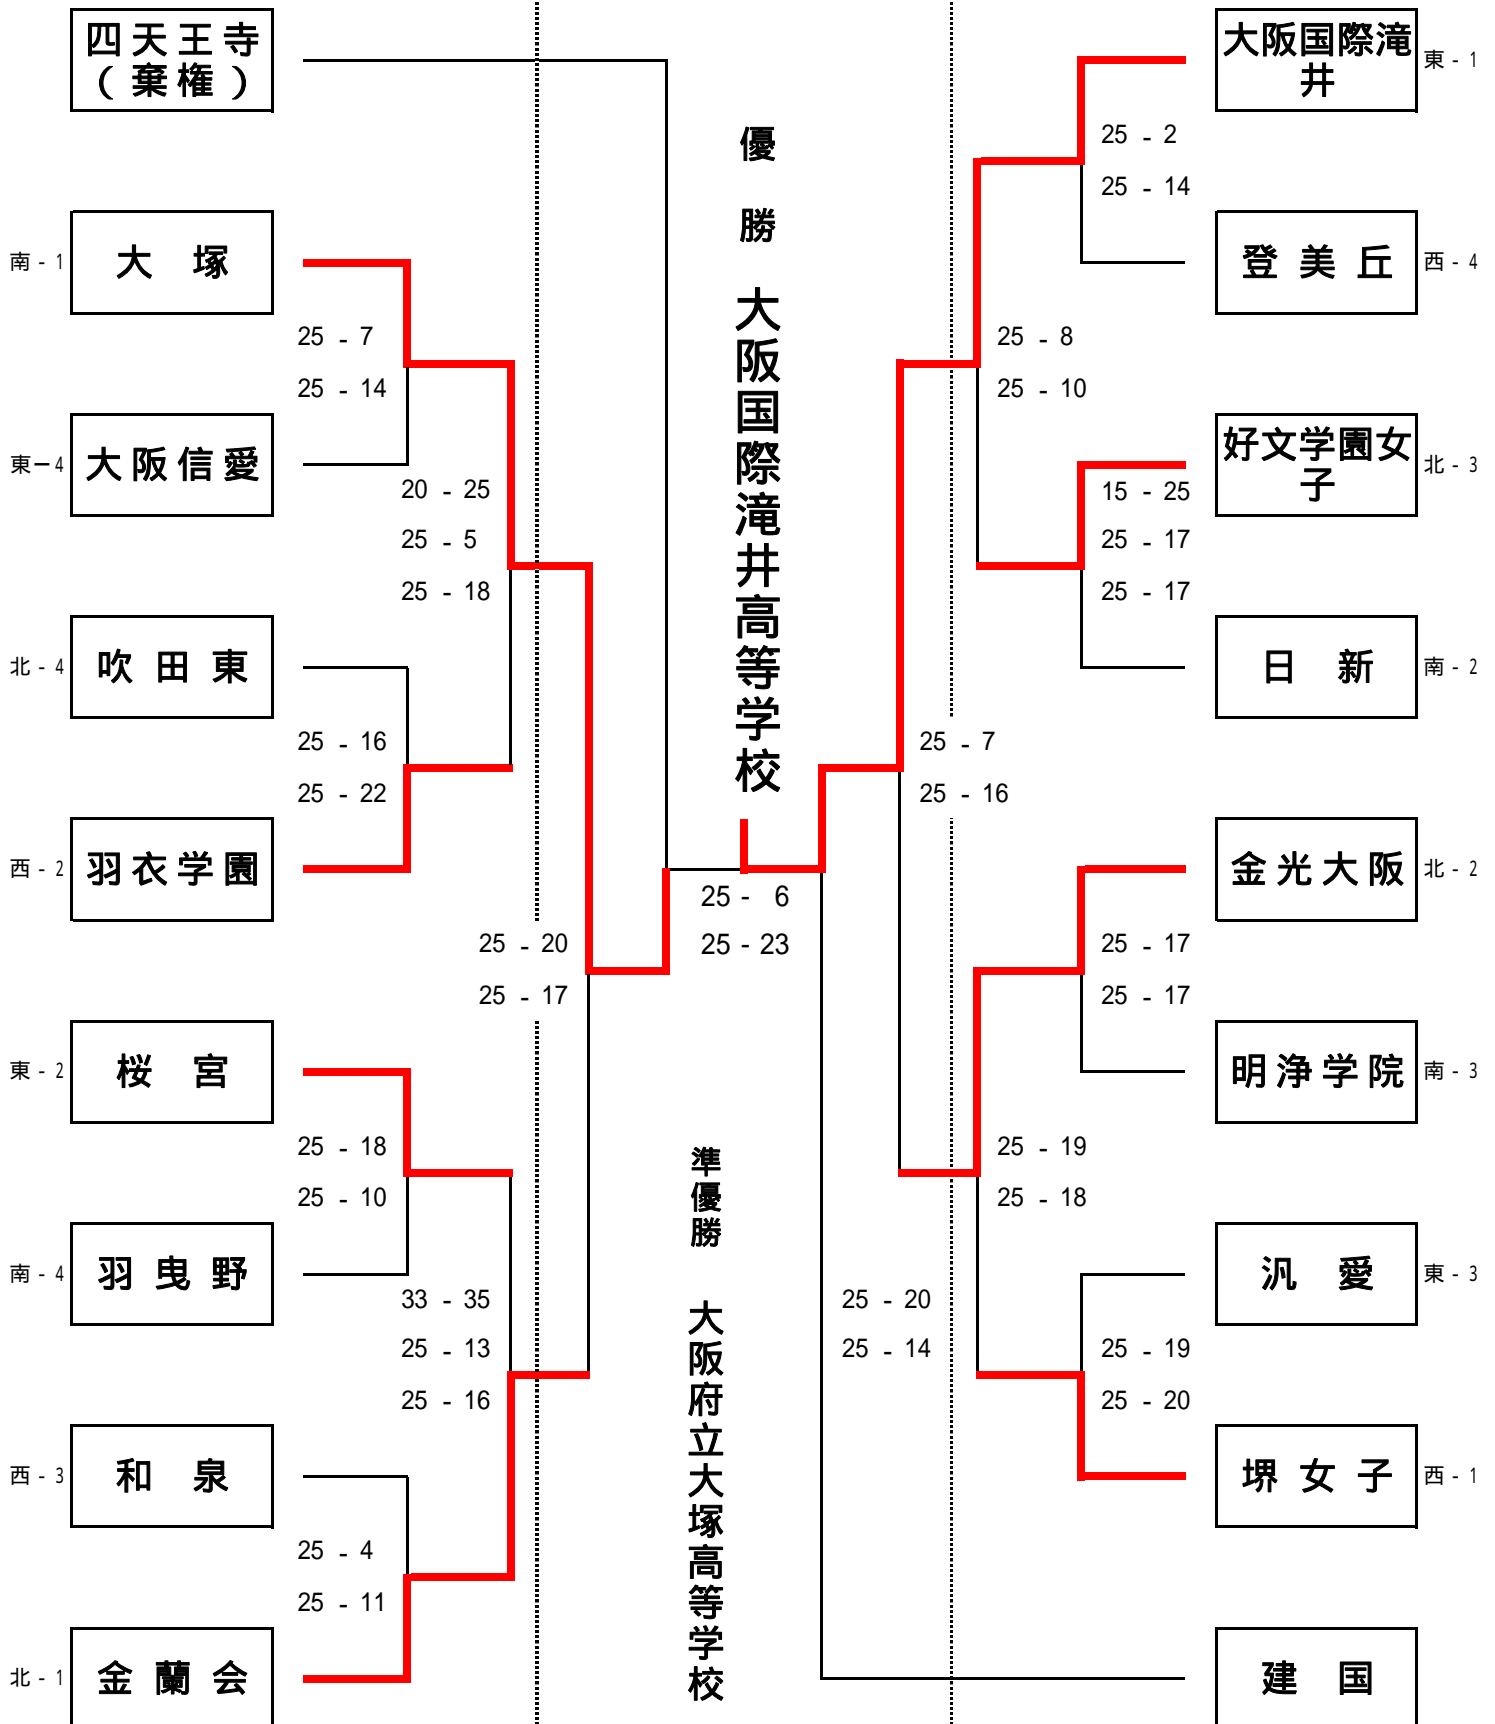 四天王寺
(棄権)
南 - 1
大 塚
25 - 7
25 - 14
東ー4
大阪信愛
20 - 25
25 - 5
25 - 18
北 - 4
吹田東
25 - 16
25 - 22
西 - 2
羽衣学園
25 - 20
25 - 17
東 - 2
桜 宮
25 - 18
25 - 10
南 - 4
羽曳野
33 - 35
25 - 13
25 - 16
西 - 3
和 泉
25 - 4
25 - 11
北 - 1
金蘭会
優 勝 大阪国際滝井高等学校
25 - 6
25 - 23
準優勝 大阪府立大塚高等学校
大阪国際滝
井
東 - 1
25 - 2
25 - 14
登美丘
西 - 4
25 - 8
25 - 10
好文学園女
子
北 - 3
15 - 25
25 - 17
25 - 17
日 新
南 - 2
25 - 7
25 - 16
金光大阪
北 - 2
25 - 17
25 - 17
明浄学院
南 - 3
25 - 19
25 - 18
汎 愛
東 - 3
25 - 20
25 - 14
25 - 19
25 - 20
堺女子
西 - 1
建 国